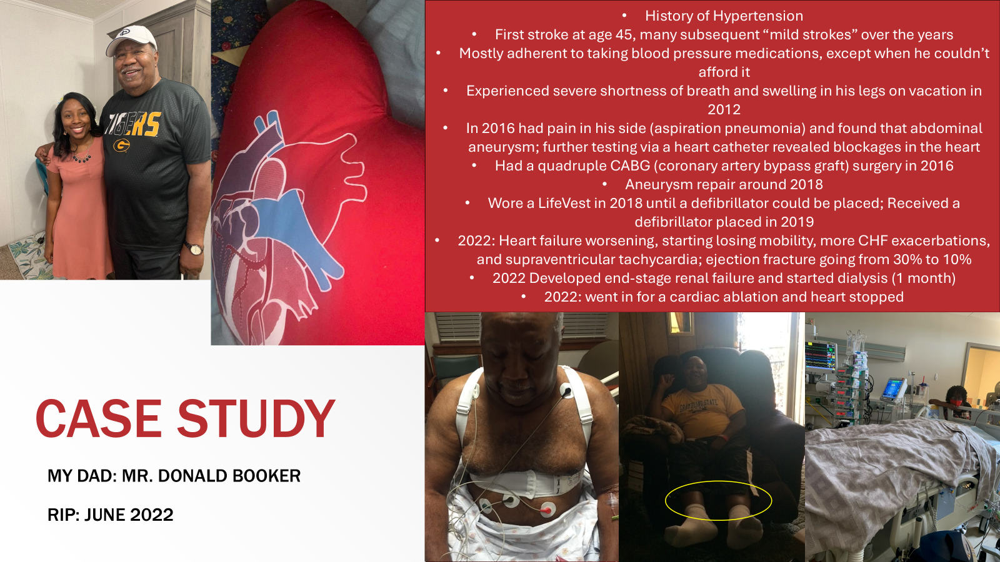 TIGERS
G
• History of Hypertension
• First stroke at age 45, many subsequent “mild strokes” over the years
• Mostly adherent to taking blood pressure medications, except when he couldn’t
afford it
• Experienced severe shortness of breath and swelling in his legs on vacation in
2012
• In 2016 had pain in his side (aspiration pneumonia) and found that abdominal
aneurysm; further testing via a heart catheter revealed blockages in the heart
• Had a quadruple CABG (coronary artery bypass graft) surgery in 2016
• Aneurysm repair around 2018
• Wore a LifeVest in 2018 until a defibrillator could be placed; Received a
defibrillator placed in 2019
• 2022: Heart failure worsening, starting losing mobility, more CHF exacerbations,
and supraventricular tachycardia; ejection fracture going from 30% to 10%
• 2022 Developed end-stage renal failure and started dialysis (1 month)
• 2022: went in for a cardiac ablation and heart stopped
GRAMBLING STATE
CASE STUDY
MY DAD: MR. DONALD BOOKER
RIP: JUNE 2022